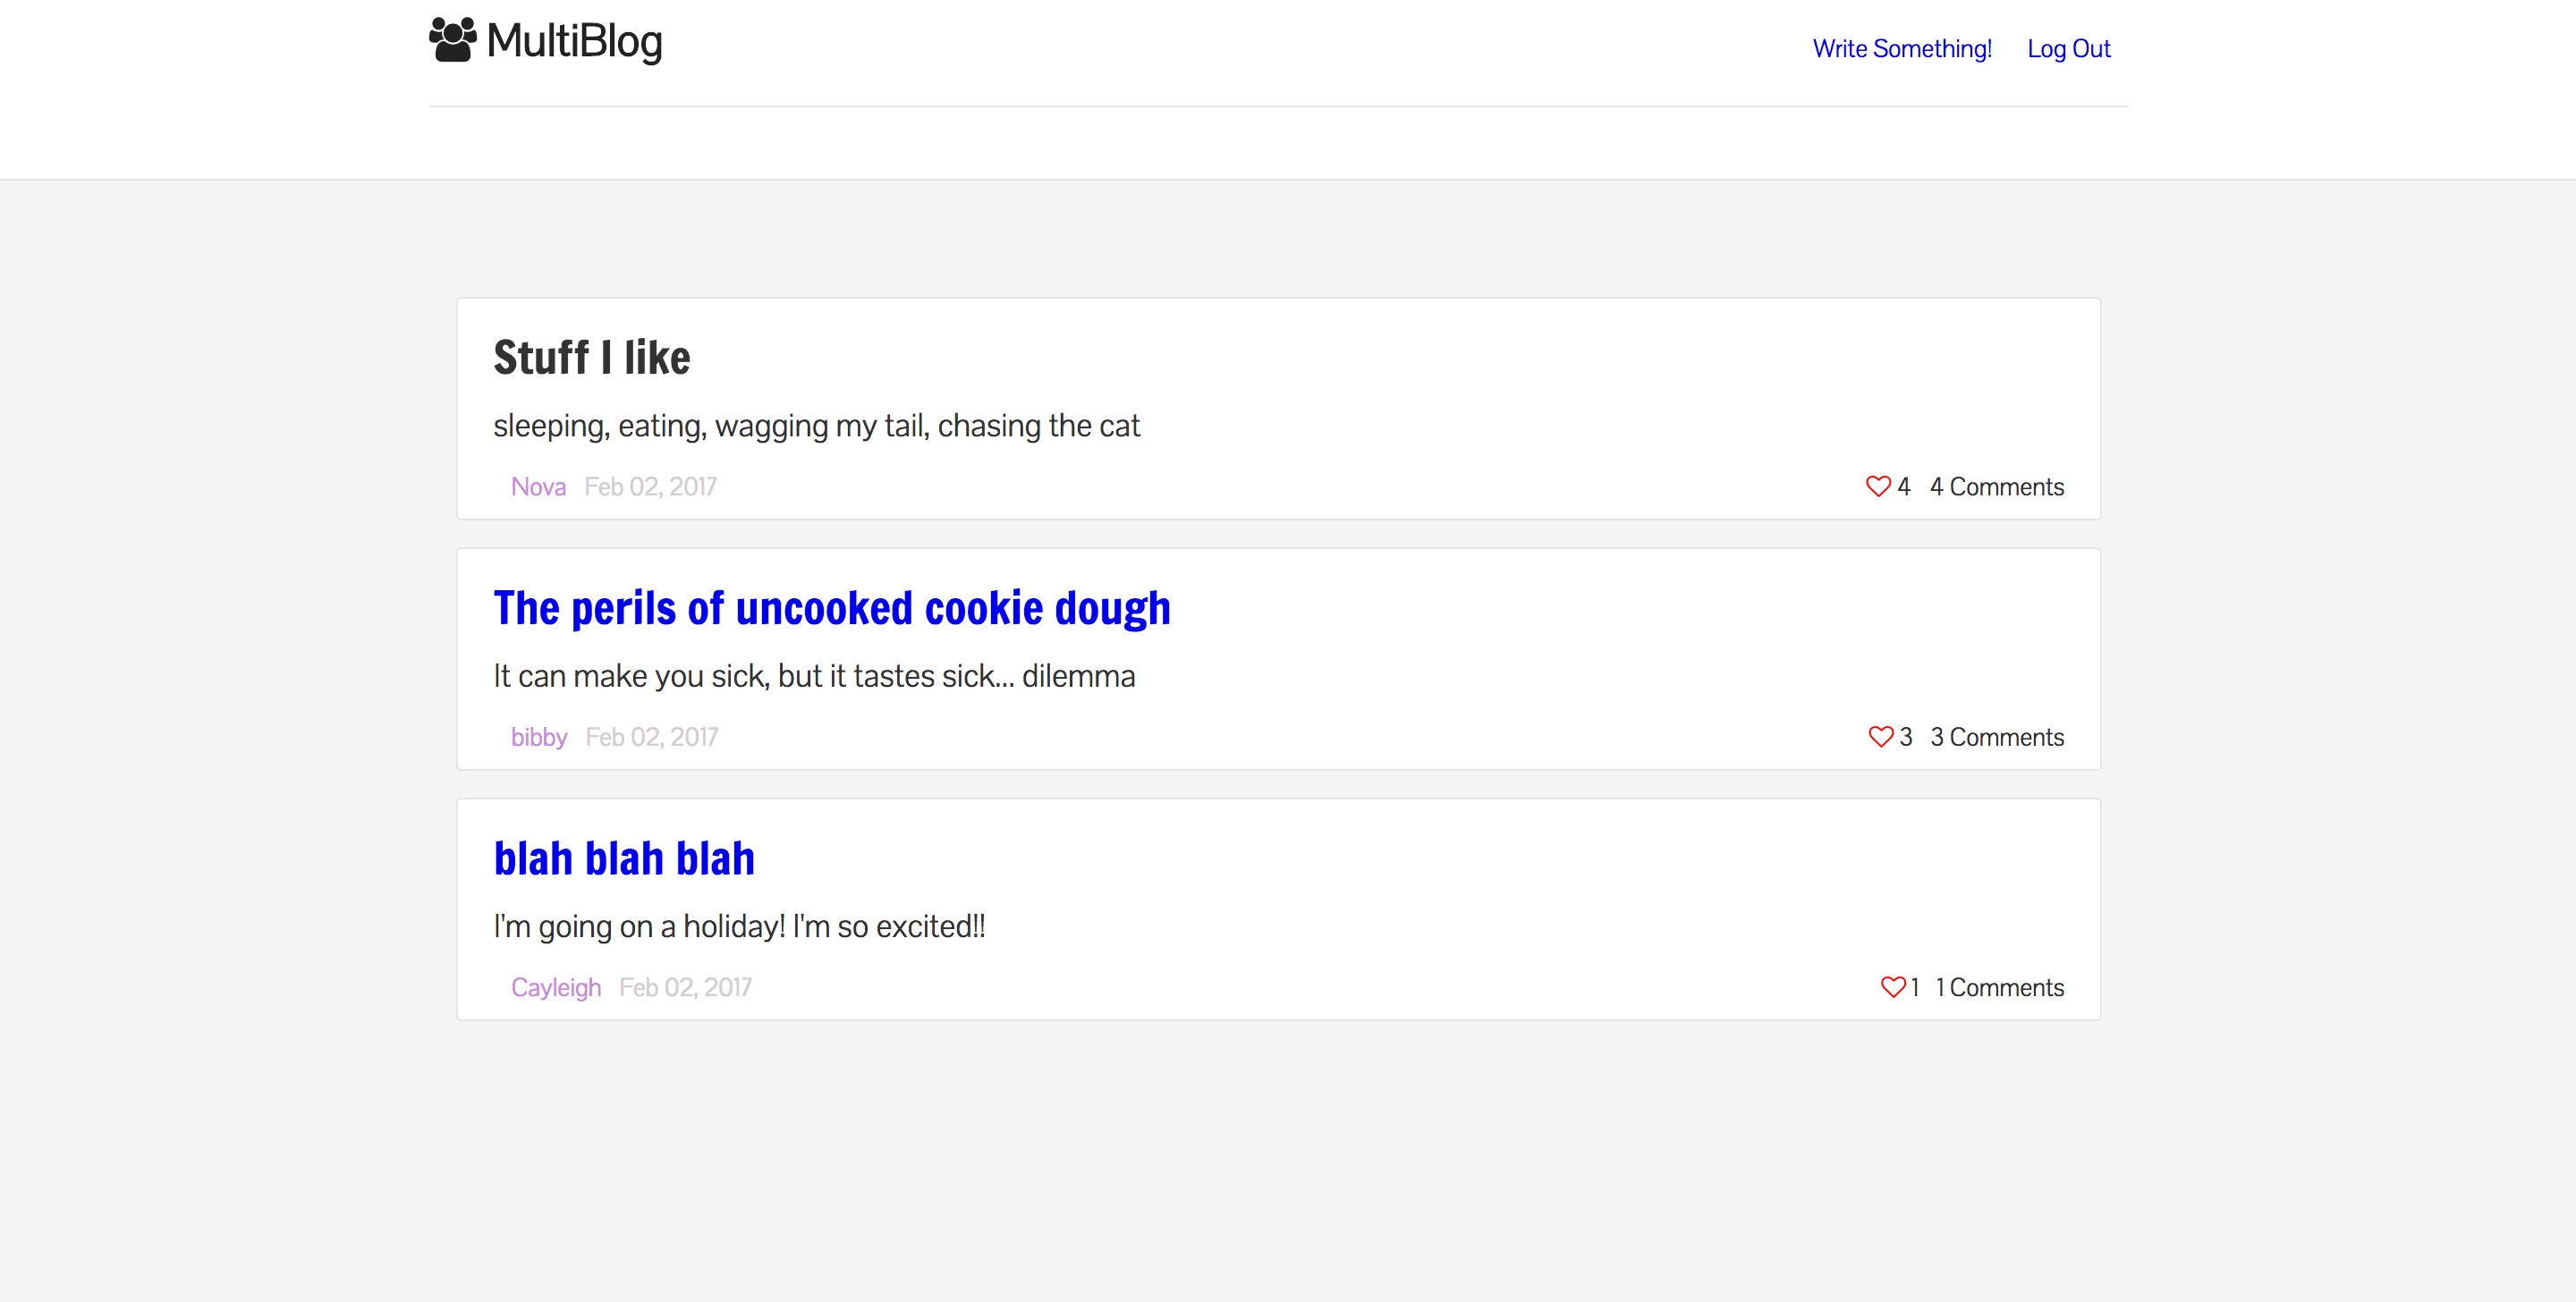 MultiBlog
Write Something! Log Out
Stuff I like
sleeping, eating, wagging my tail, chasing the cat
Nova Feb 02, 2017 4 4 Comments
The perils of uncooked cookie dough
It can make you sick, but it tastes sick... dilemma
bibby Feb 02, 2017 3 3 Comments
blah blah blah
I'm going on a holiday! I'm so excited!!
Cayleigh Feb 02, 2017 1 1 Comments